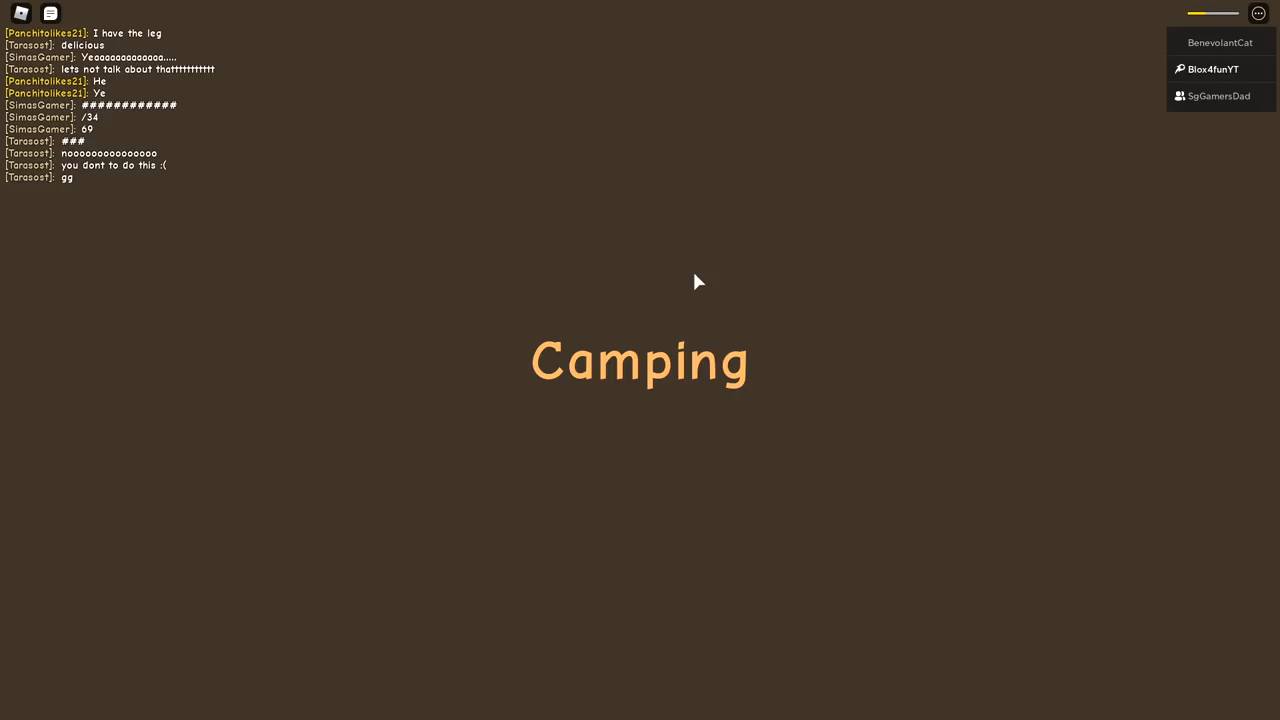 [Panchitolikes21]: I have the leg
[Tarasost]: delicious
[SimasGamer]: Yeaaaaaaaaaaaaa.....
[Tarasost]: lets not talk about thatttttttttt
[Panchitolikes21]: He
[Panchitolikes21]: Ye
[SimasGamer]: ############
[SimasGamer]: /34
[SimasGamer]: 69
[Tarasost]: ###
[Tarasost]: nooooooooooooooo
[Tarasost]: you dont to do this :(
[Tarasost]: gg
BenevolantCat
Blox4funYT
SgGamersDad
Camping